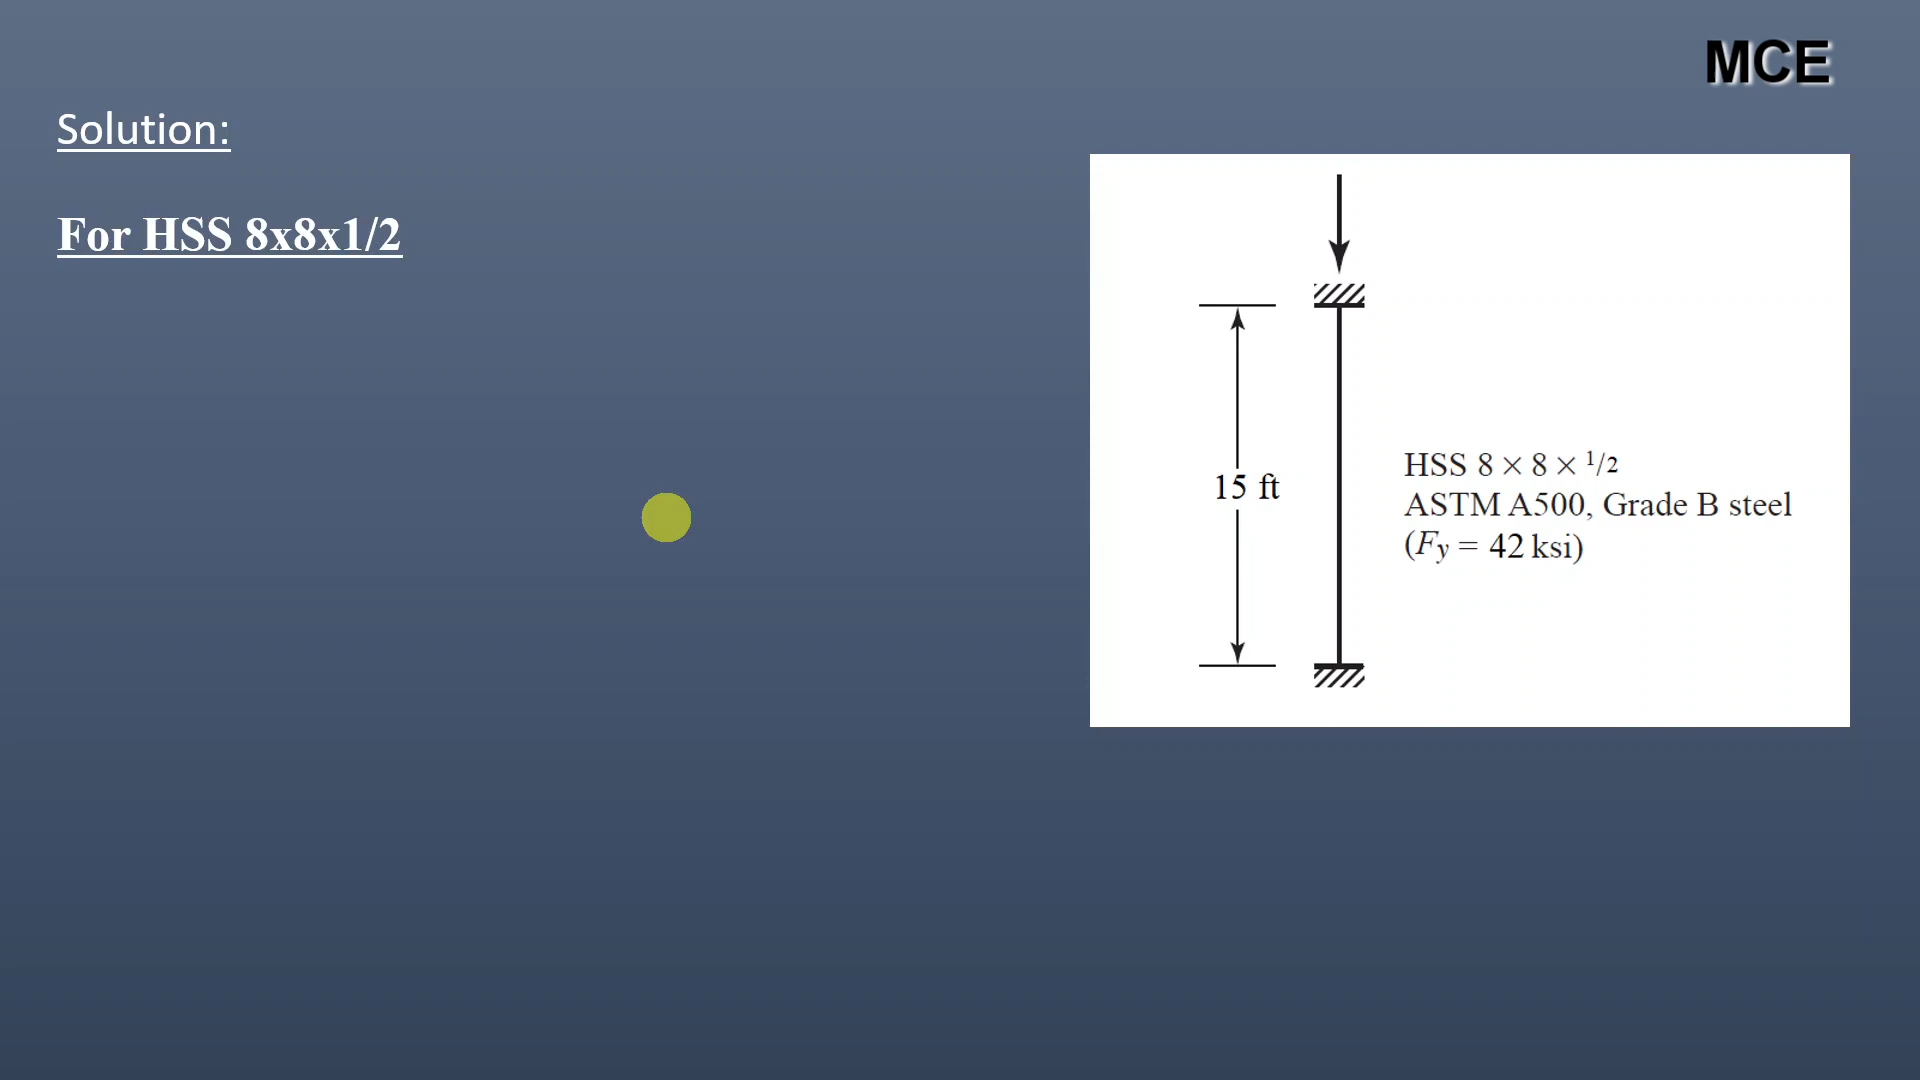 MCE
Solution:
For HSS 8x8x1/2
15 ft
HSS 8 × 8 × 1/2
ASTM A500, Grade B steel
(Fy = 42 ksi)